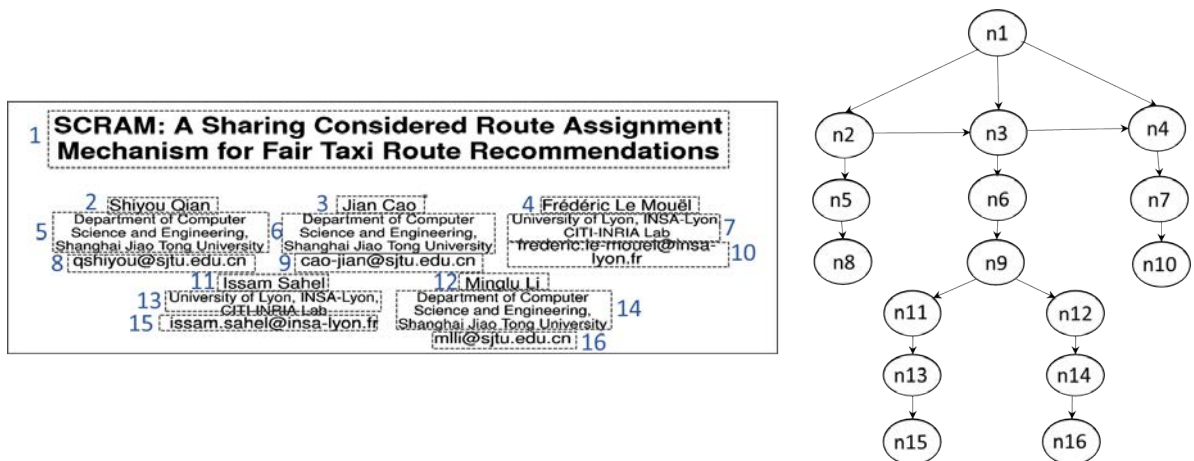 1
SCRAM: A Sharing Considered Route Assignment
Mechanism for Fair Taxi Route Recommendations
2
Shiyou Qian
3
Jian Cao
4
Frédéric Le Mouël
5
Department of Computer
Science and Engineering,
Shanghai Jiao Tong University
6
Department of Computer
Science and Engineering,
Shanghai Jiao Tong University
University of Lyon, INSA-Lyon
CITI-INRIA Lab
7
8
qshiyou@sjtu.edu.cn
9
cao-jian@sjtu.edu.cn
frederic.le-mouel@insa-
lyon.fr
10
11
Issam Sahel
12
Minglu Li
13
University of Lyon, INSA-Lyon,
CITI-INRIA Lab
Department of Computer
Science and Engineering,
Shanghai Jiao Tong University
14
15
issam.sahel@insa-lyon.fr
mlli@sjtu.edu.cn
16
n1
n2
n3
n4
n5
n6
n7
n8
n9
n10
n11
n12
n13
n14
n15
n16